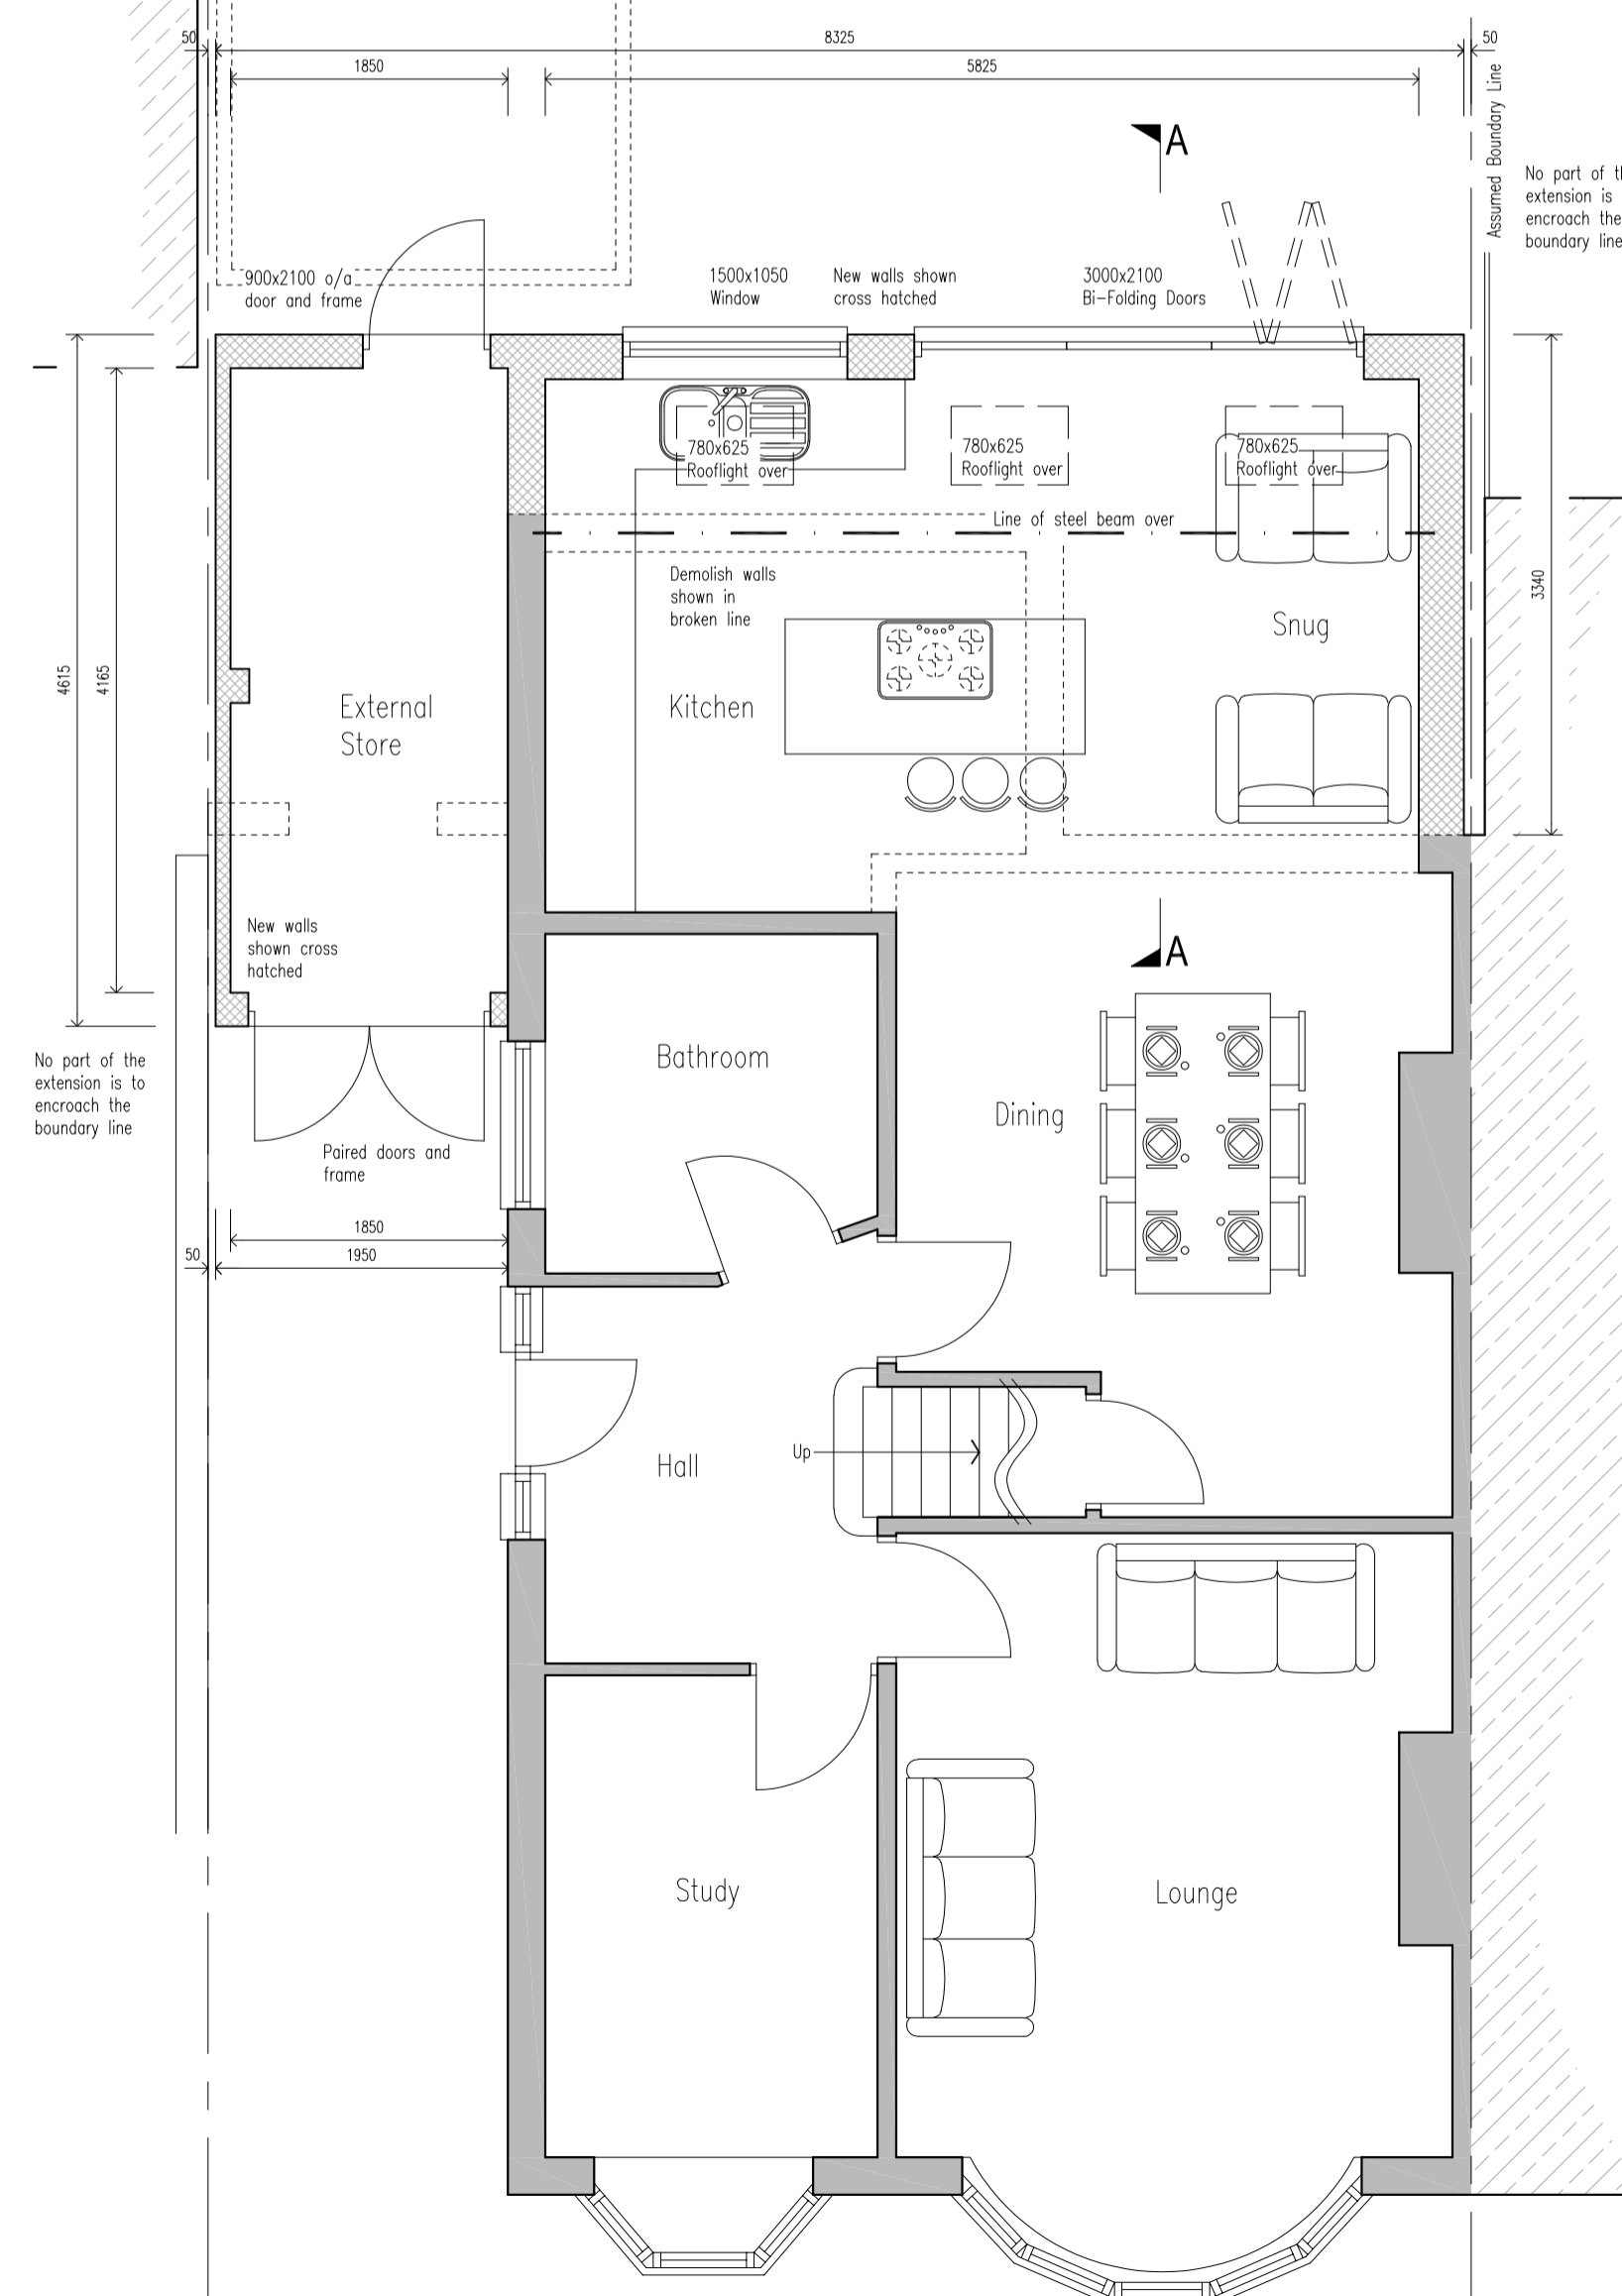 50
8325
50
1850
5825
Assumed Boundary Line
A
No part of
extension is
encroach the
boundary line
900x2100 o/a
door and frame
1500x1050
Window
New walls shown
cross hatched
3000x2100
Bi-Folding Doors
780x625
Rooflight over
780x625
Rooflight over
780x625
Rooflight over
Line of steel beam over
Demolish walls
shown in
broken line
3340
Snug
4615
4165
External
Store
Kitchen
New walls
shown cross
hatched
A
No part of the
extension is to
encroach the
boundary line
Bathroom
Dining
Paired doors and
frame
1850
50
1950
Up
Hall
Study
Lounge